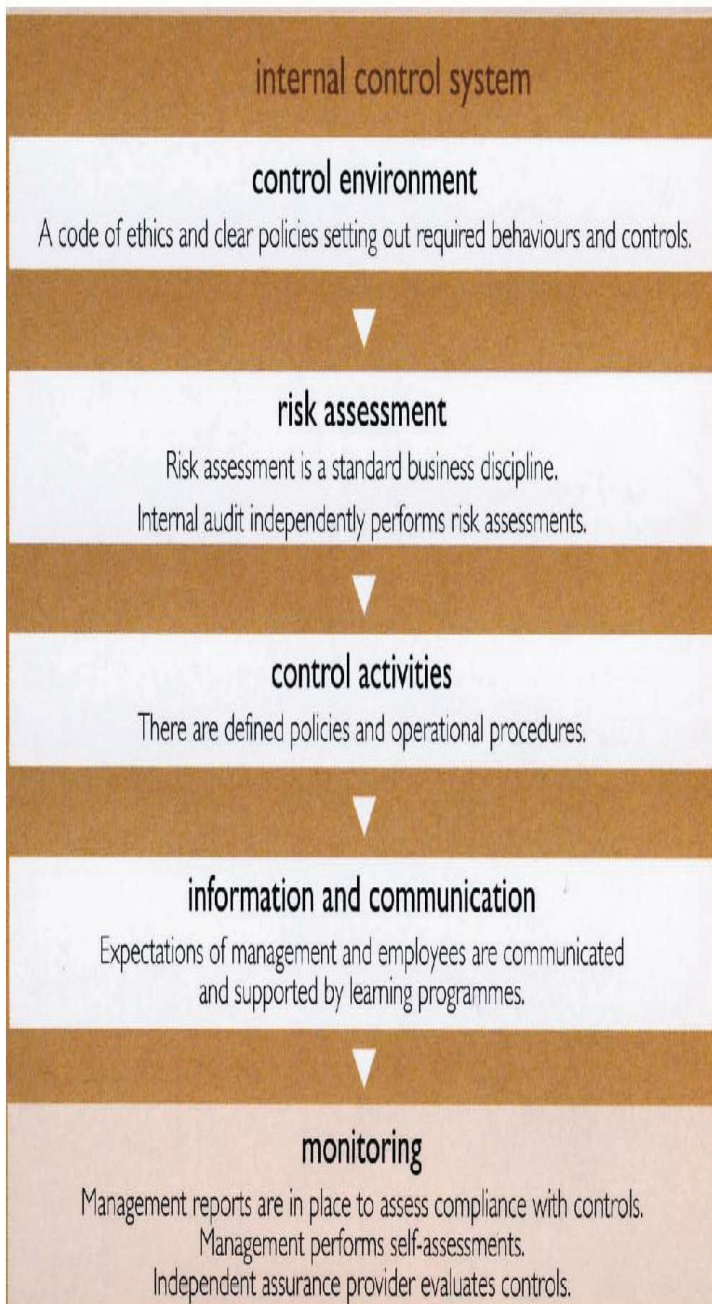 internal control system
control environment
A code of ethics and clear policies setting out required behaviours and controls.
risk assessment
Risk assessment is a standard business discipline.
Internal audit independently performs risk assessments.
control activities
There are defined policies and operational procedures.
information and communication
Expectations of management and employees are communicated
and supported by learning programmes.
monitoring
Management reports are in place to assess compliance with controls.
Management performs self-assessments.
Independent assurance provider evaluates controls.